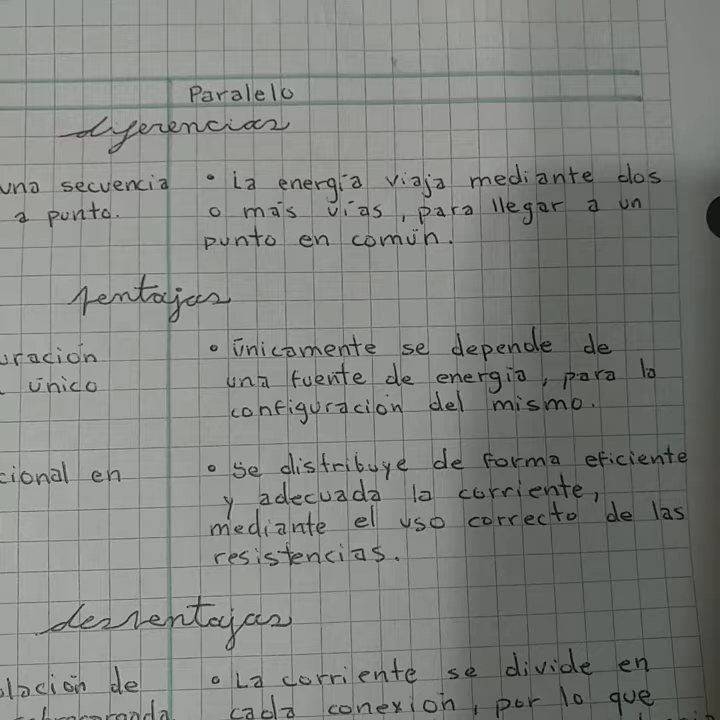 Paralelo
diferencias
una secuencia • La energía viaja mediante dos
a punto. o más vías, para llegar a un
punto en común.
ventajas
uración • únicamente se depende de
único una fuente de energía, para la
configuración del mismo.
cional en • se distribuye de forma eficiente
y adecuada la corriente,
mediante el uso correcto de las
resistencias.
desventajas
lación de • La corriente se divide en
cada conexión, por lo que